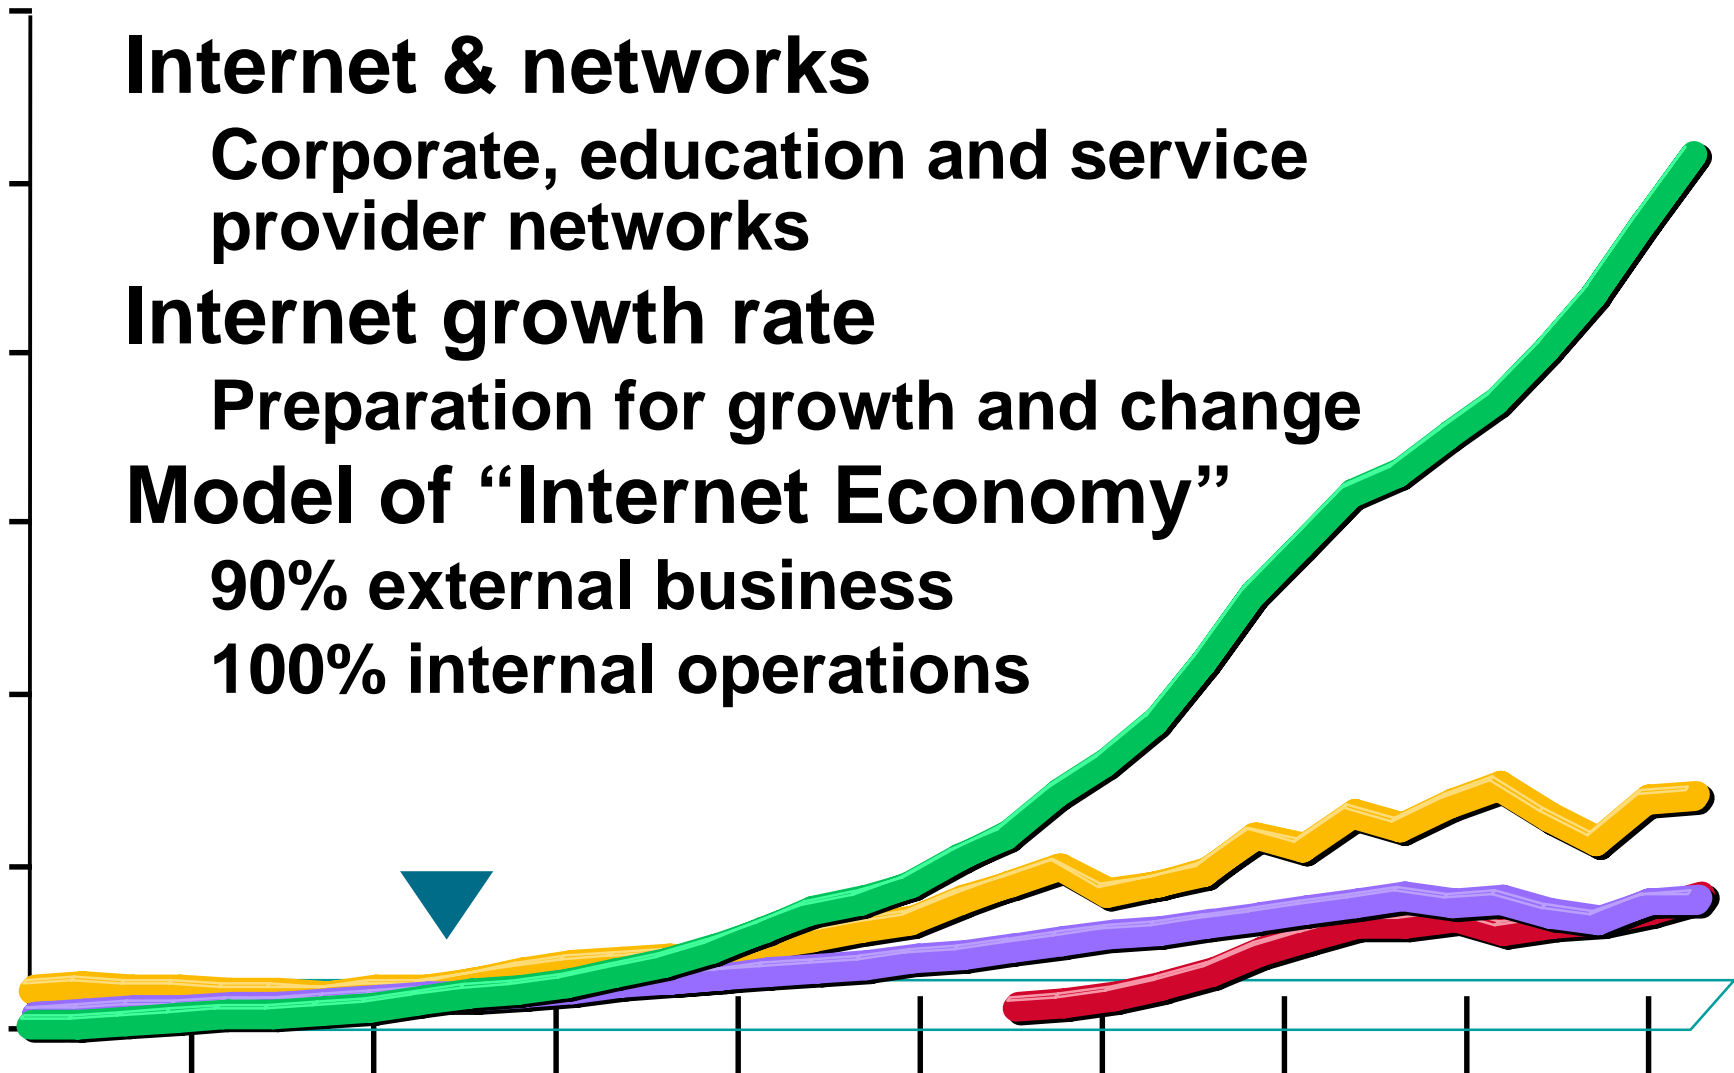 Internet & networks
Corporate, education and service
provider networks
Internet growth rate
Preparation for growth and change
Model of “Internet Economy”
90% external business
100% internal operations